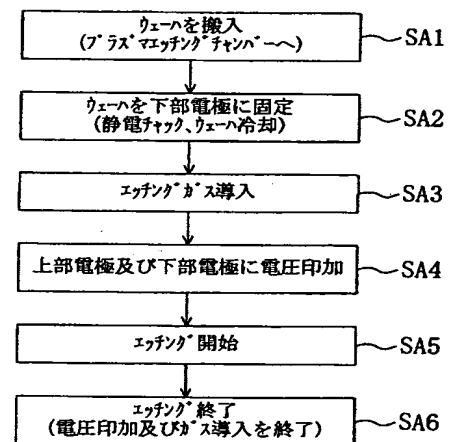 ウェーハを搬入 SA1
(プラズマエッチングチャンバーへ)
ウェーハを下部電極に固定 SA2
(静電チャック、ウェーハ冷却)
エッチングガス導入 SA3
上部電極及び下部電極に電圧印加 SA4
エッチング開始 SA5
エッチング終了 SA6
(電圧印加及びガス導入を終了)